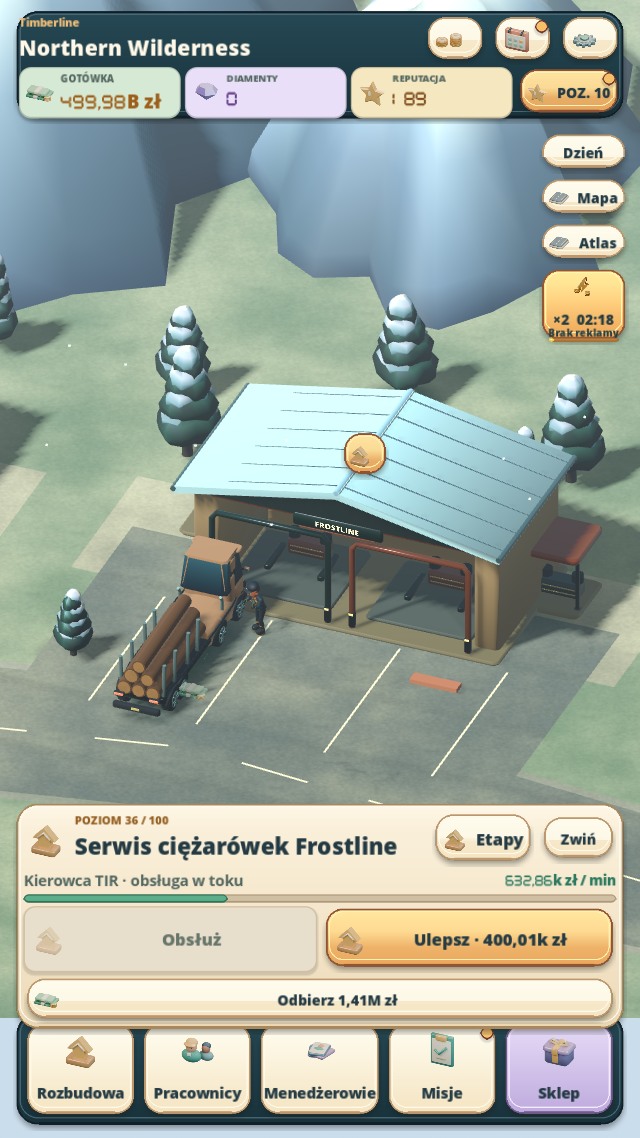 Timberline
Northern Wilderness
GOTÓWKA
499,98B zł
DIAMENTY
0
REPUTACJA
189
POZ. 10
Dzień
Mapa
Atlas
×2 02:18
Brak reklamy
FROSTLINE
POZIOM 36 / 100
Serwis ciężarówek Frostline
Etapy
Zwiń
Kierowca TIR · obsługa w toku
632,86k zł / min
Obsłuż
Ulepsz · 400,01k zł
Odbierz 1,41M zł
Rozbudowa
Pracownicy
Menedżerowie
Misje
Sklep